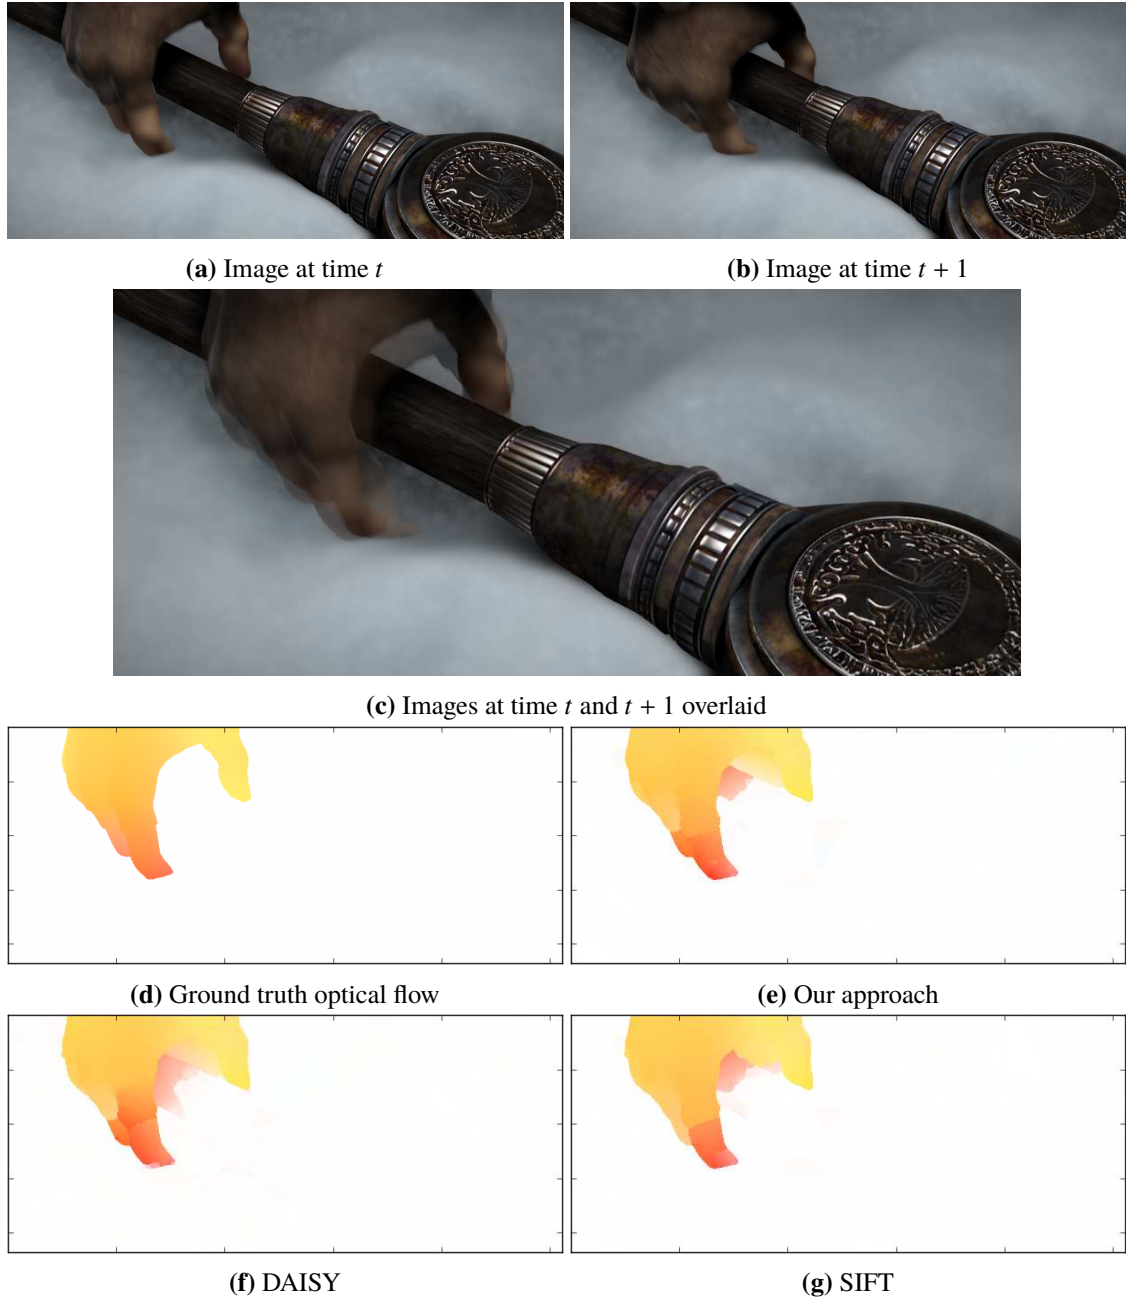 (a) Image at time t
(b) Image at time t + 1
(c) Images at time t and t + 1 overlaid
(d) Ground truth optical flow
(e) Our approach
(f) DAISY
(g) SIFT